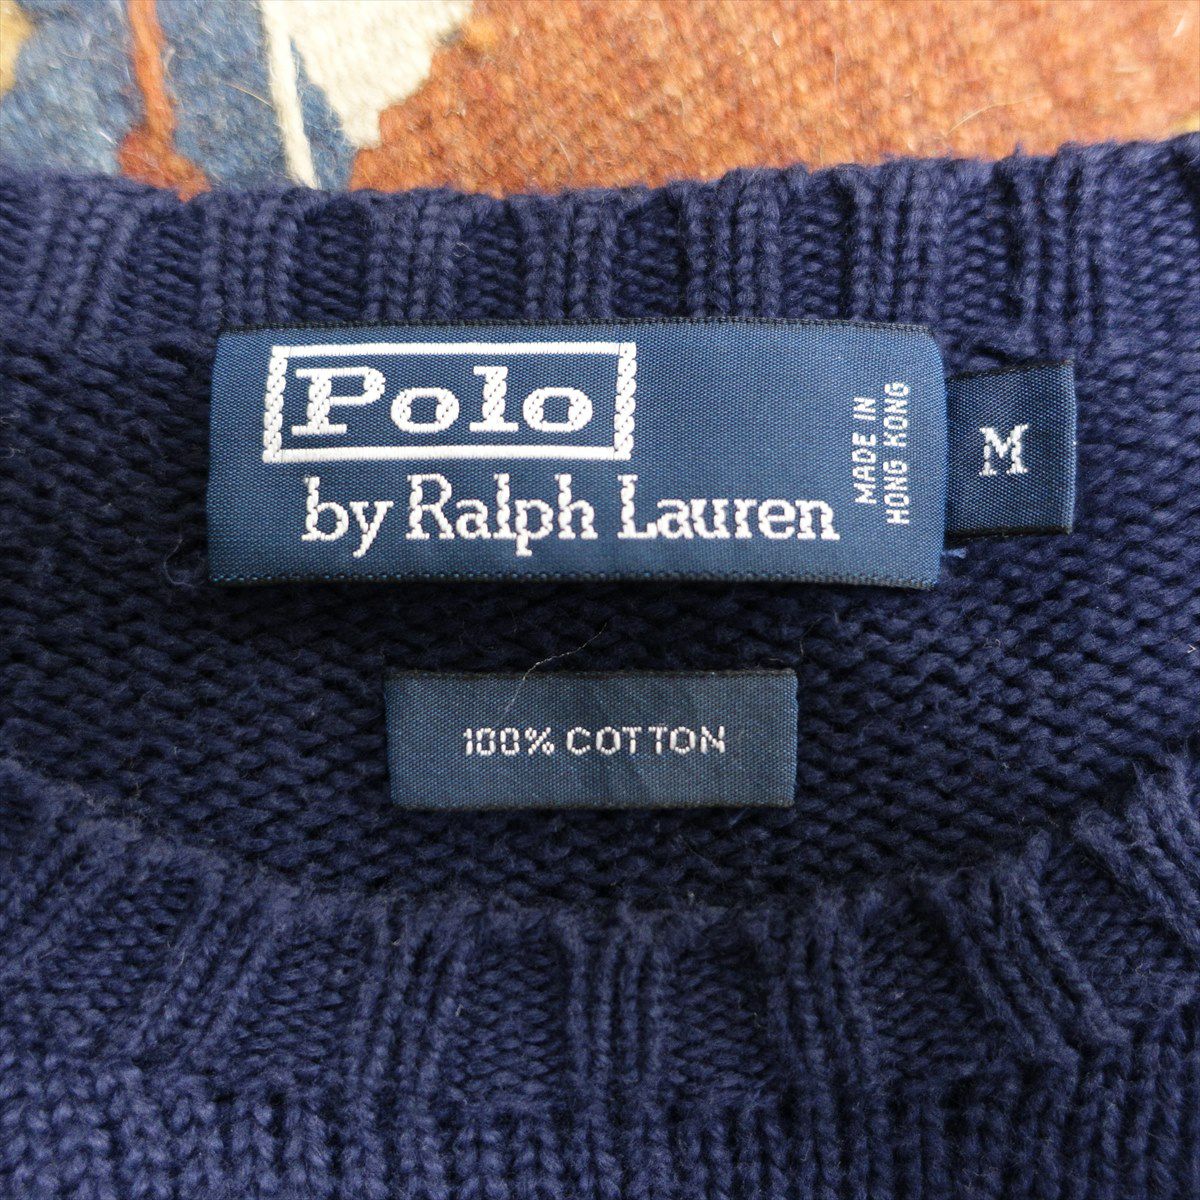 Polo
by Ralph Lauren
MADE IN
HONG KONG
M
100% COTTON